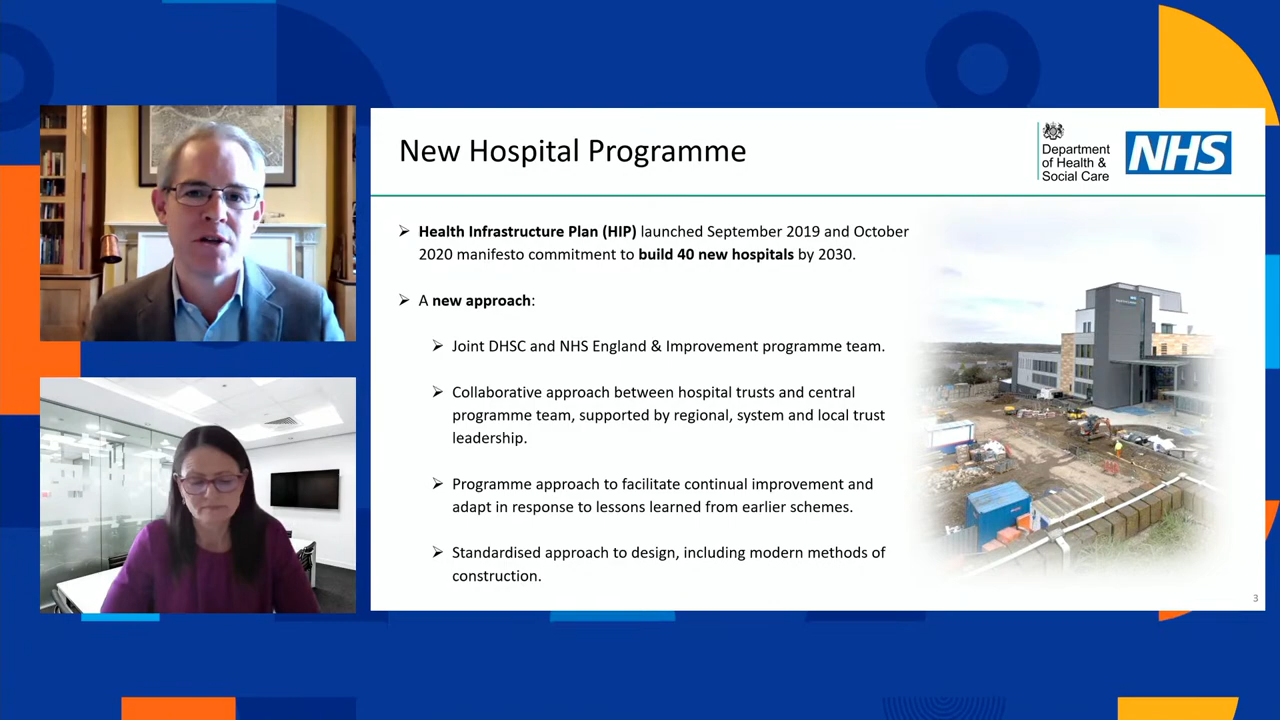 New Hospital Programme
Department
of Health &
Social Care
NHS
➢ Health Infrastructure Plan (HIP) launched September 2019 and October
2020 manifesto commitment to build 40 new hospitals by 2030.
➢ A new approach:
➢ Joint DHSC and NHS England & Improvement programme team.
➢ Collaborative approach between hospital trusts and central
programme team, supported by regional, system and local trust
leadership.
➢ Programme approach to facilitate continual improvement and
adapt in response to lessons learned from earlier schemes.
➢ Standardised approach to design, including modern methods of
construction.
3